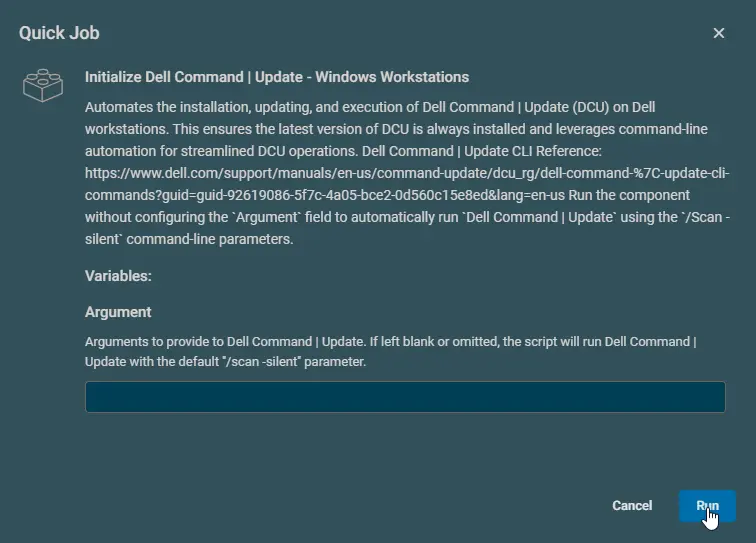 Quick Job
Initialize Dell Command | Update - Windows Workstations
Automates the installation, updating, and execution of Dell Command | Update (DCU) on Dell
workstations. This ensures the latest version of DCU is always installed and leverages command-line
automation for streamlined DCU operations. Dell Command | Update CLI Reference:
https://www.dell.com/support/manuals/en-us/command-update/dcu_rg/dell-command-%7C-update-cli-
commands?guid=guid-92619086-5f7c-4a05-bce2-0d560c15e8ed&lang=en-us Run the component
without configuring the `Argument` field to automatically run `Dell Command | Update` using the `/Scan -
silent` command-line parameters.
Variables:
Argument
Arguments to provide to Dell Command | Update. If left blank or omitted, the script will run Dell Command |
Update with the default "/scan -silent" parameter.
Cancel
Run